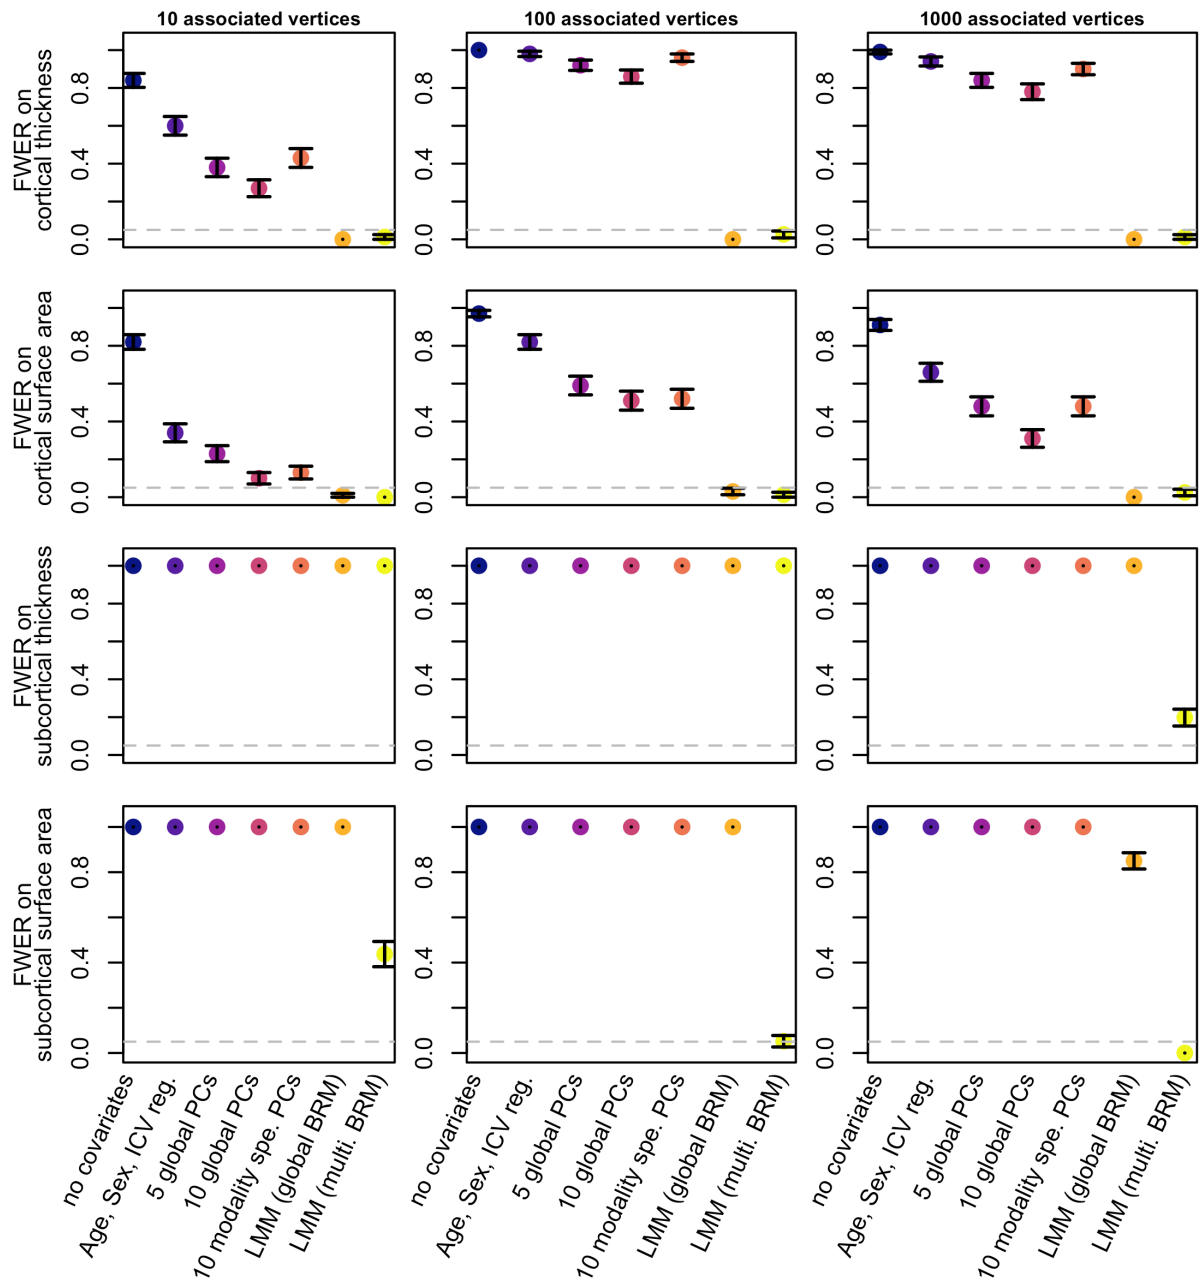 10 associated vertices
100 associated vertices
1000 associated vertices
FWER on
cortical thickness
0.8
0.4
0.0
0.8
0.4
0.0
0.8
0.4
0.0
FWER on
cortical surface area
0.8
0.4
0.0
0.8
0.4
0.0
0.8
0.4
0.0
FWER on
subcortical thickness
0.8
0.4
0.0
0.8
0.4
0.0
0.8
0.4
0.0
FWER on
subcortical surface area
0.8
0.4
0.0
0.8
0.4
0.0
0.8
0.4
0.0
no covariates
Age, Sex, ICV reg.
5 global PCs
10 global PCs
10 modality spe. PCs
LMM (global BRM)
LMM (multi. BRM)
no covariates
Age, Sex, ICV reg.
5 global PCs
10 global PCs
10 modality spe. PCs
LMM (global BRM)
LMM (multi. BRM)
no covariates
Age, Sex, ICV reg.
5 global PCs
10 global PCs
10 modality spe. PCs
LMM (global BRM)
LMM (multi. BRM)